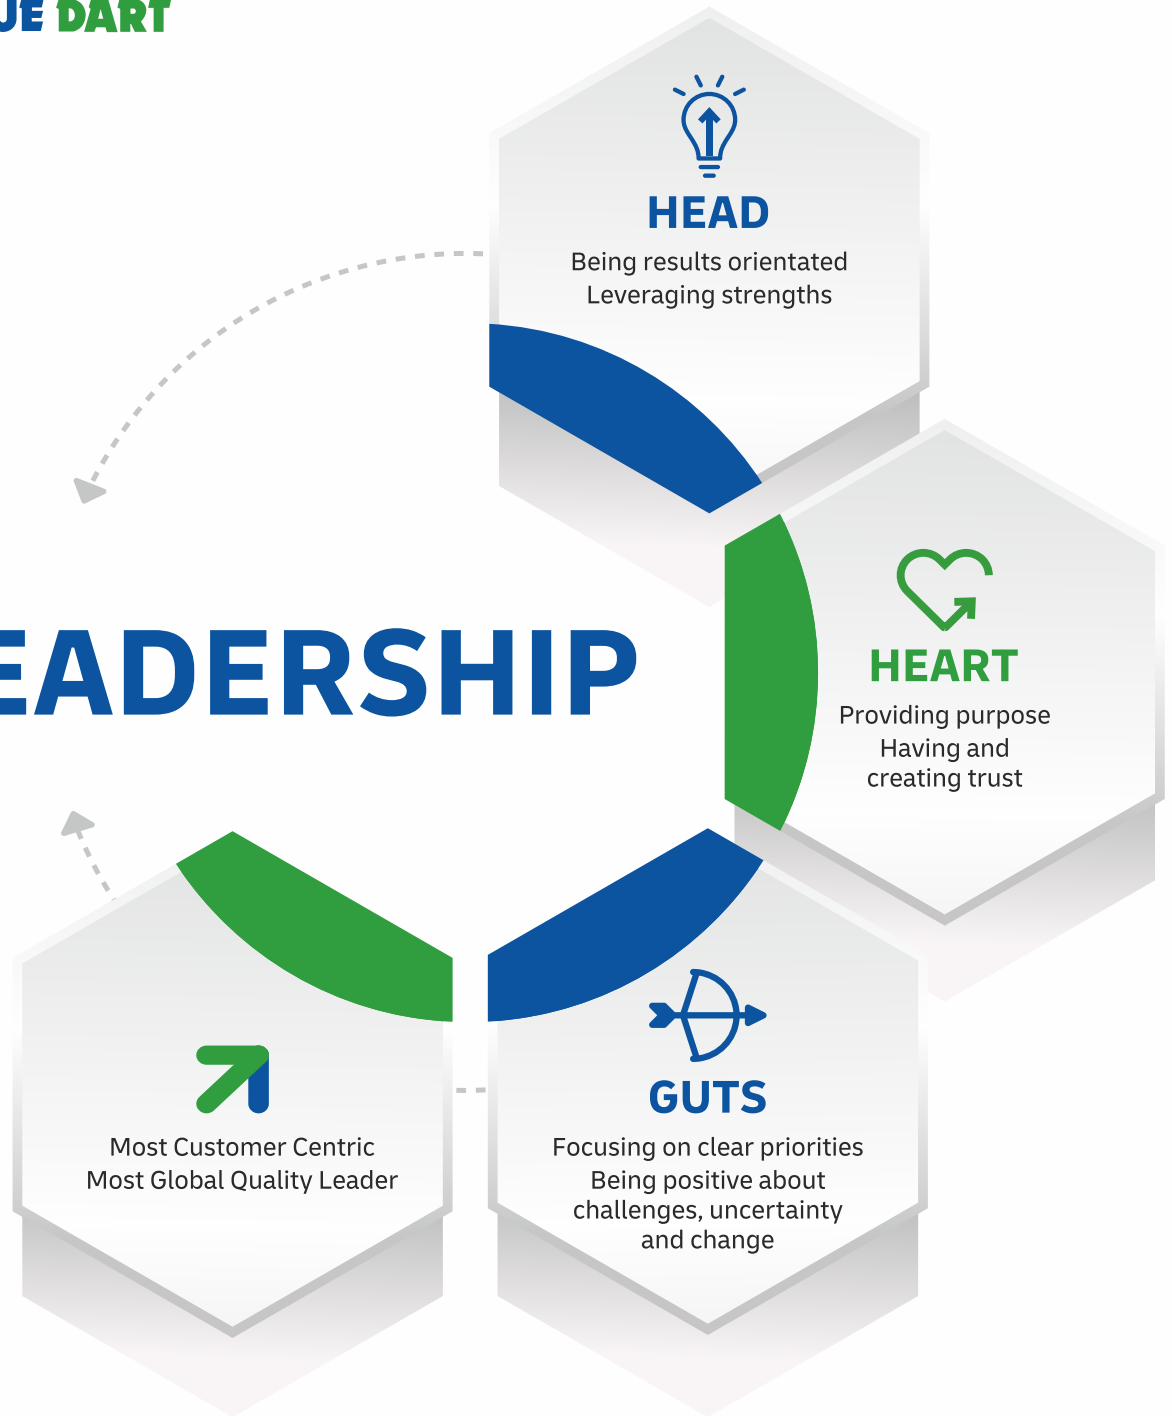 UE DART
HEAD
Being results orientated
Leveraging strengths
EADERSHIP
HEART
Providing purpose
Having and
creating trust
GUTS
Focusing on clear priorities
Being positive about
challenges, uncertainty
and change
Most Customer Centric
Most Global Quality Leader